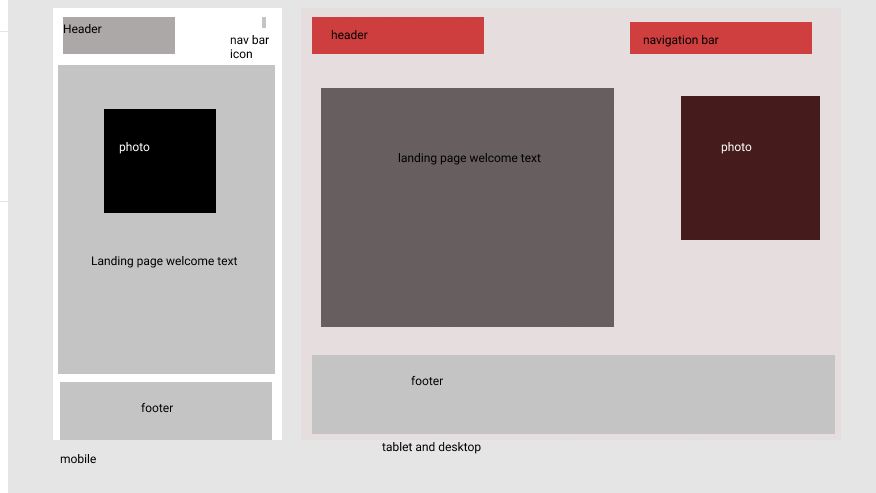 Header
nav bar
icon
photo
Landing page welcome text
footer
mobile
header
navigation bar
landing page welcome text
photo
footer
tablet and desktop